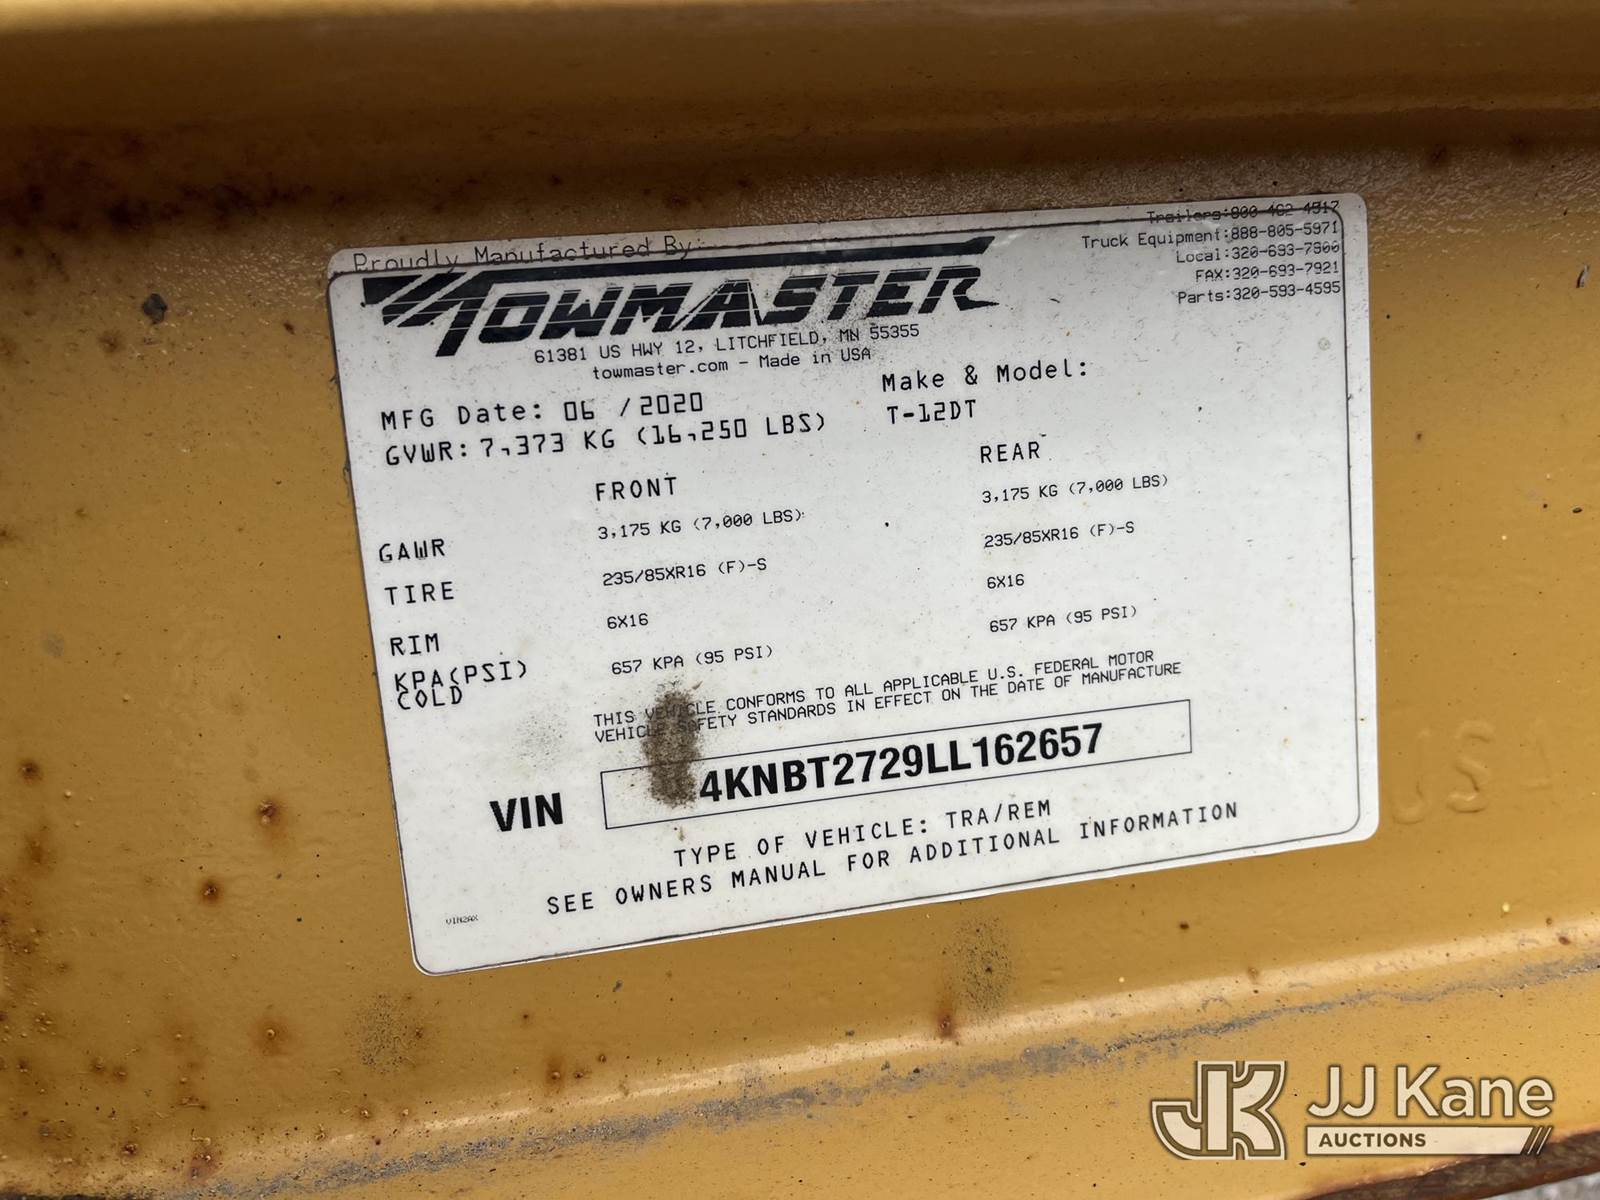 Proudly Manufactured By:
TOWMASTER
61381 US HWY 12, LITCHFIELD, MN 55355
towmaster.com - Made in USA
Trailers:800-462-4517
Truck Equipment:888-805-5971
Local:320-693-7900
FAX:320-693-7921
Parts:320-593-4595
MFG Date: 06 /2020
GVWR: 7,373 KG (16,250 LBS)
Make & Model:
T-12DT
FRONT REAR
GAWR 3,175 KG (7,000 LBS) 3,175 KG (7,000 LBS)
TIRE 235/85XR16 (F)-S 235/85XR16 (F)-S
RIM 6X16 6X16
KPA(PSI) 657 KPA (95 PSI) 657 KPA (95 PSI)
COLD
THIS VEHICLE CONFORMS TO ALL APPLICABLE U.S. FEDERAL MOTOR
VEHICLE SAFETY STANDARDS IN EFFECT ON THE DATE OF MANUFACTURE
VIN 4KNBT2729LL162657
TYPE OF VEHICLE: TRA/REM
SEE OWNERS MANUAL FOR ADDITIONAL INFORMATION
VIN2AX
USA
JK JJ Kane
AUCTIONS